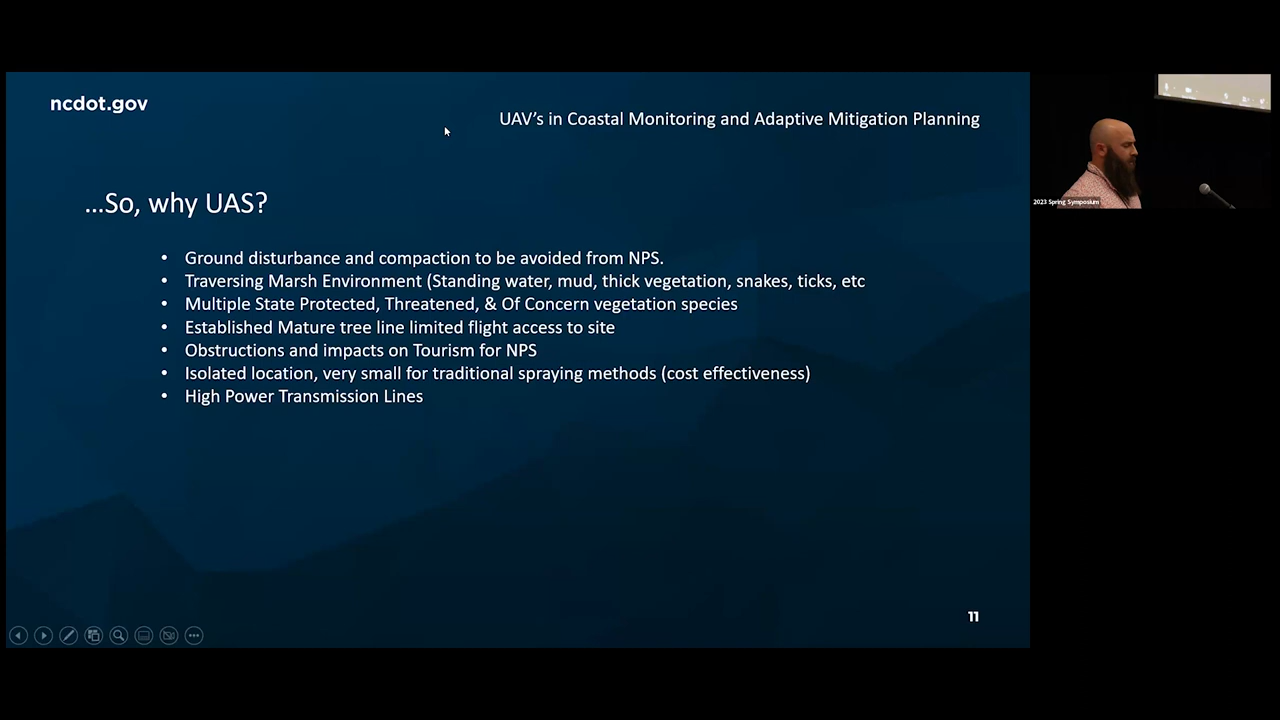 ncdot.gov
UAV's in Coastal Monitoring and Adaptive Mitigation Planning
...So, why UAS?
• Ground disturbance and compaction to be avoided from NPS.
• Traversing Marsh Environment (Standing water, mud, thick vegetation, snakes, ticks, etc
• Multiple State Protected, Threatened, & Of Concern vegetation species
• Established Mature tree line limited flight access to site
• Obstructions and impacts on Tourism for NPS
• Isolated location, very small for traditional spraying methods (cost effectiveness)
• High Power Transmission Lines
11
2023 Spring Symposium